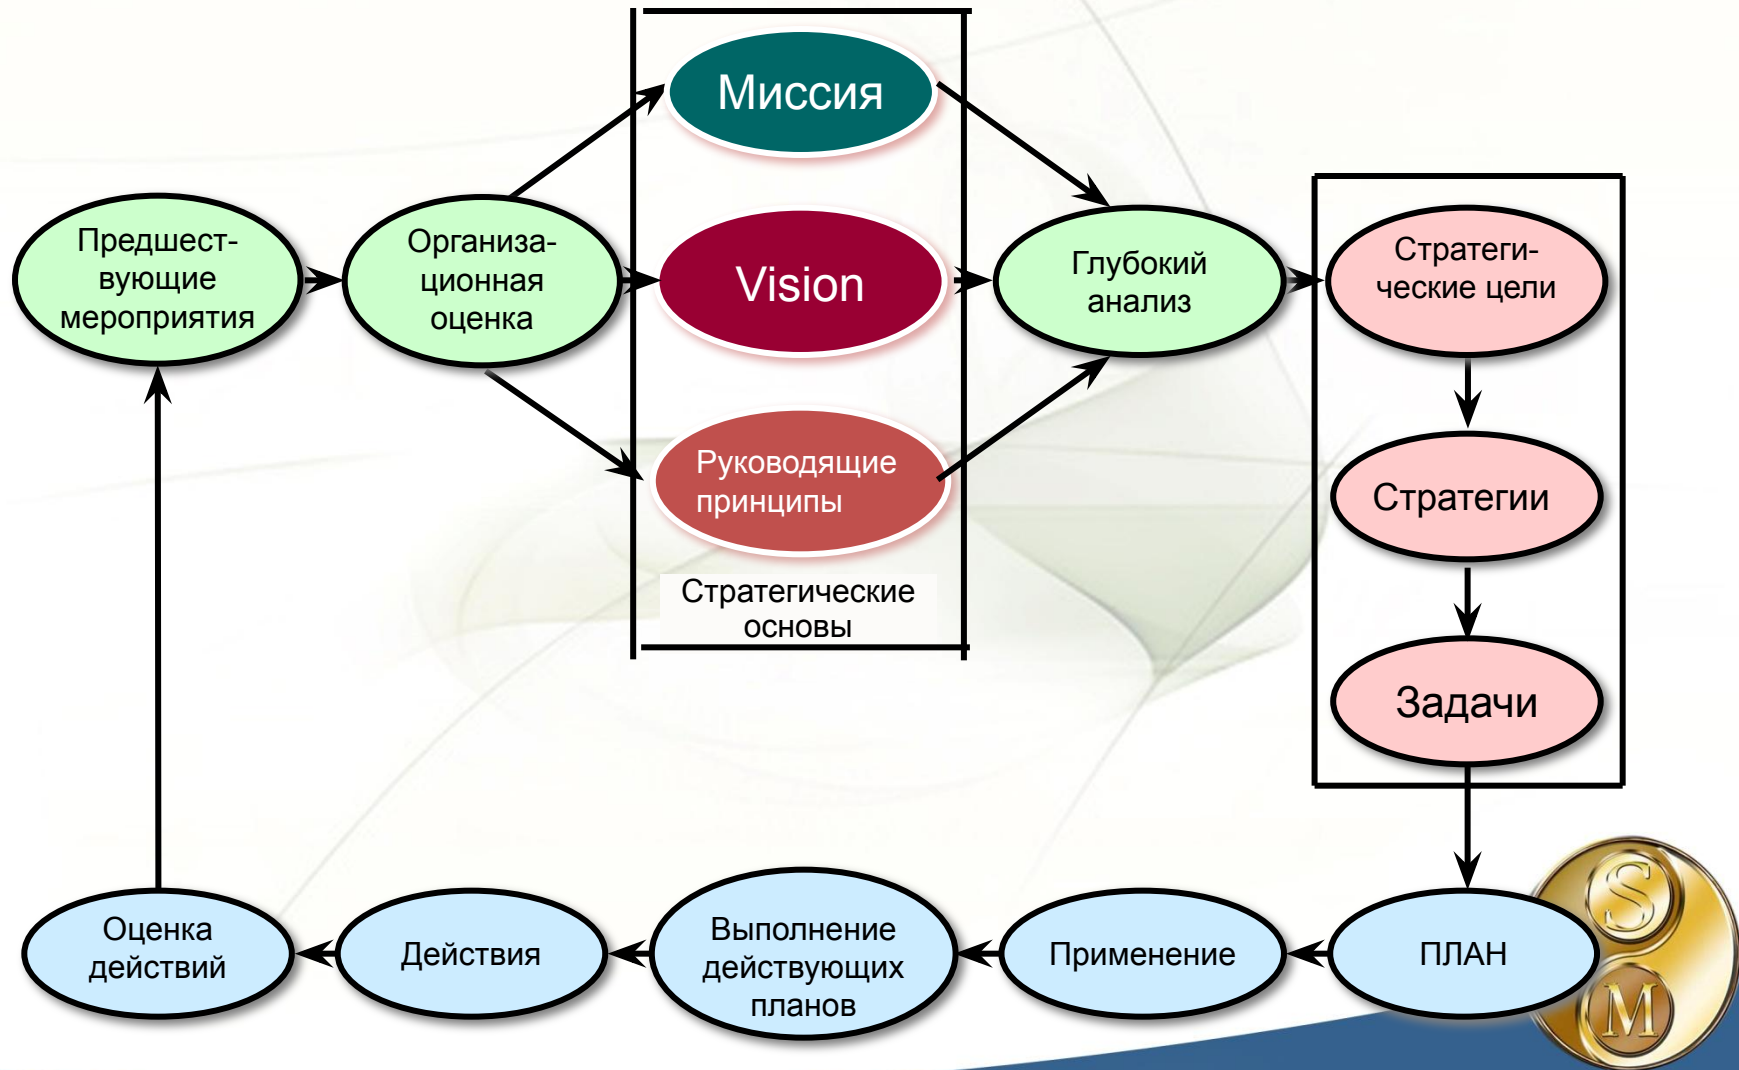 Миссия
Предшест-
вующие
мероприятия
Организа-
ционная
оценка
Vision
Глубокий
анализ
Стратеги-
ческие цели
Руководящие
принципы
Стратегии
Стратегические
основы
Задачи
Оценка
действий
Действия
Выполнение
действующих
планов
Применение
ПЛАН
S
M